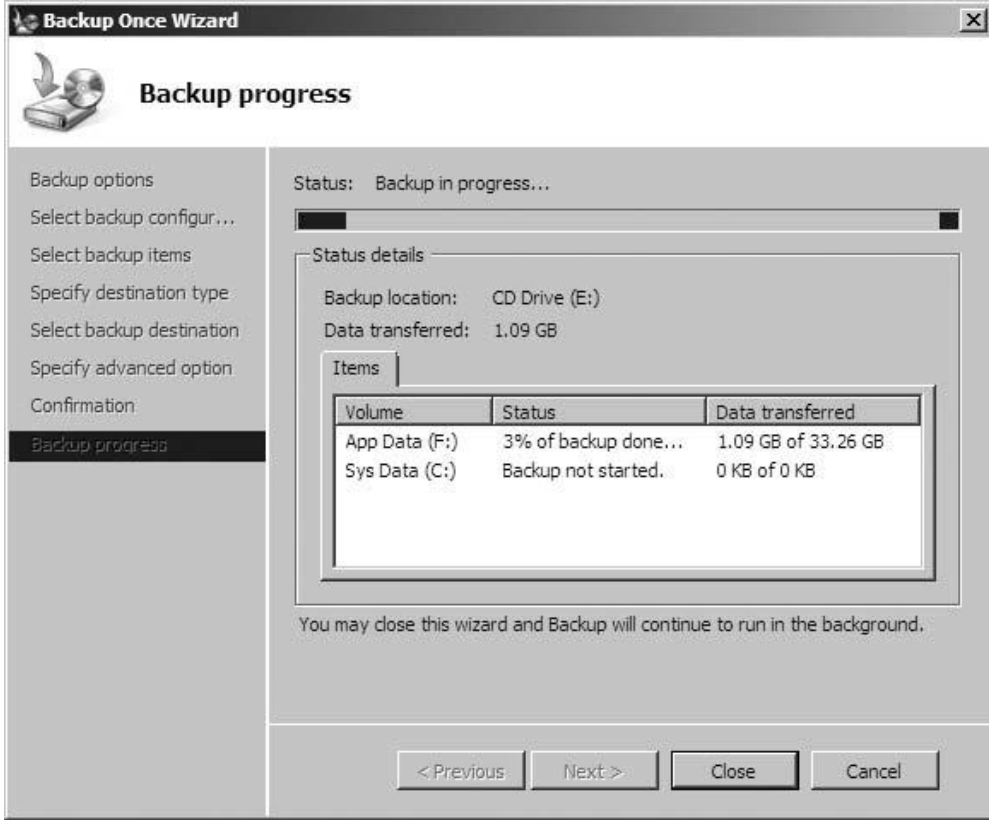 Backup Once Wizard
Backup progress
Backup options
Select backup configur...
Select backup items
Specify destination type
Select backup destination
Specify advanced option
Confirmation
Backup progress
Status: Backup in progress...
Status details
Backup location: CD Drive (E:)
Data transferred: 1.09 GB
Items
Volume Status Data transferred
App Data (F:) 3% of backup done... 1.09 GB of 33.26 GB
Sys Data (C:) Backup not started. 0 KB of 0 KB
You may close this wizard and Backup will continue to run in the background.
< Previous Next > Close Cancel